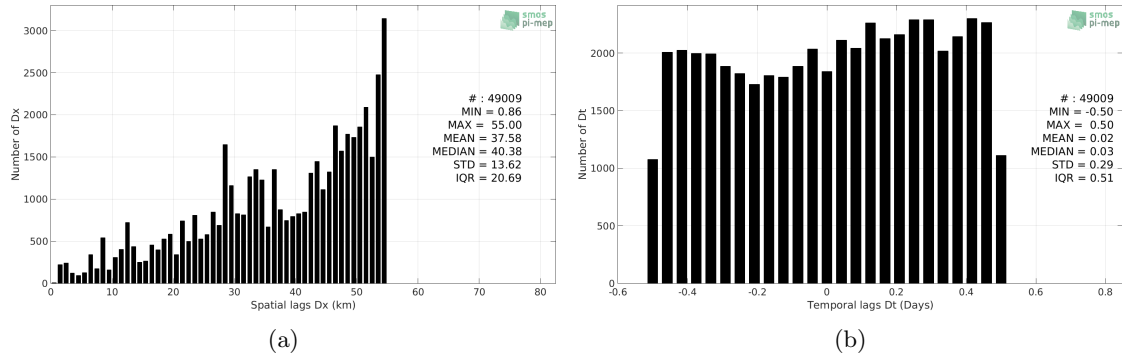 smos
pi-mep
3000
2500
2000
1500
1000
500
0
Number of Dx
# : 49009
MIN = 0.86
MAX = 55.00
MEAN = 37.58
MEDIAN = 40.38
STD = 13.62
IQR = 20.69
10 20 30 40 50 60 70 80
Spatial lags Dx (km)
(a)
smos
pi-mep
2000
1500
1000
500
0
Number of Dt
# : 49009
MIN = -0.50
MAX = 0.50
MEAN = 0.02
MEDIAN = 0.03
STD = 0.29
IQR = 0.51
-0.6 -0.4 -0.2 0 0.2 0.4 0.6 0.8
Temporal lags Dt (Days)
(b)